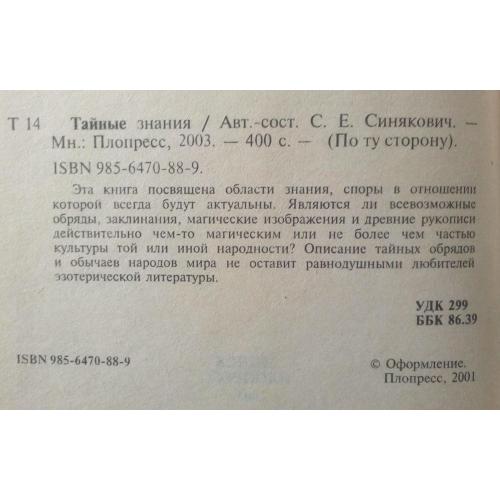 Т 14 Тайные знания / Авт.-сост. С. Е. Синякович. —
Мн.: Плопресс, 2003. — 400 с. — (По ту сторону).
ISBN 985-6470-88-9.
Эта книга посвящена области знания, споры в отношении
которой всегда будут актуальны. Являются ли всевозможные
обряды, заклинания, магические изображения и древние рукописи
действительно чем-то магическим или не более чем частью
культуры той или иной народности? Описание тайных обрядов
и обычаев народов мира не оставит равнодушными любителей
эзотерической литературы.
УДК 299
ББК 86.39
ISBN 985-6470-88-9
© Оформление.
Плопресс, 2001